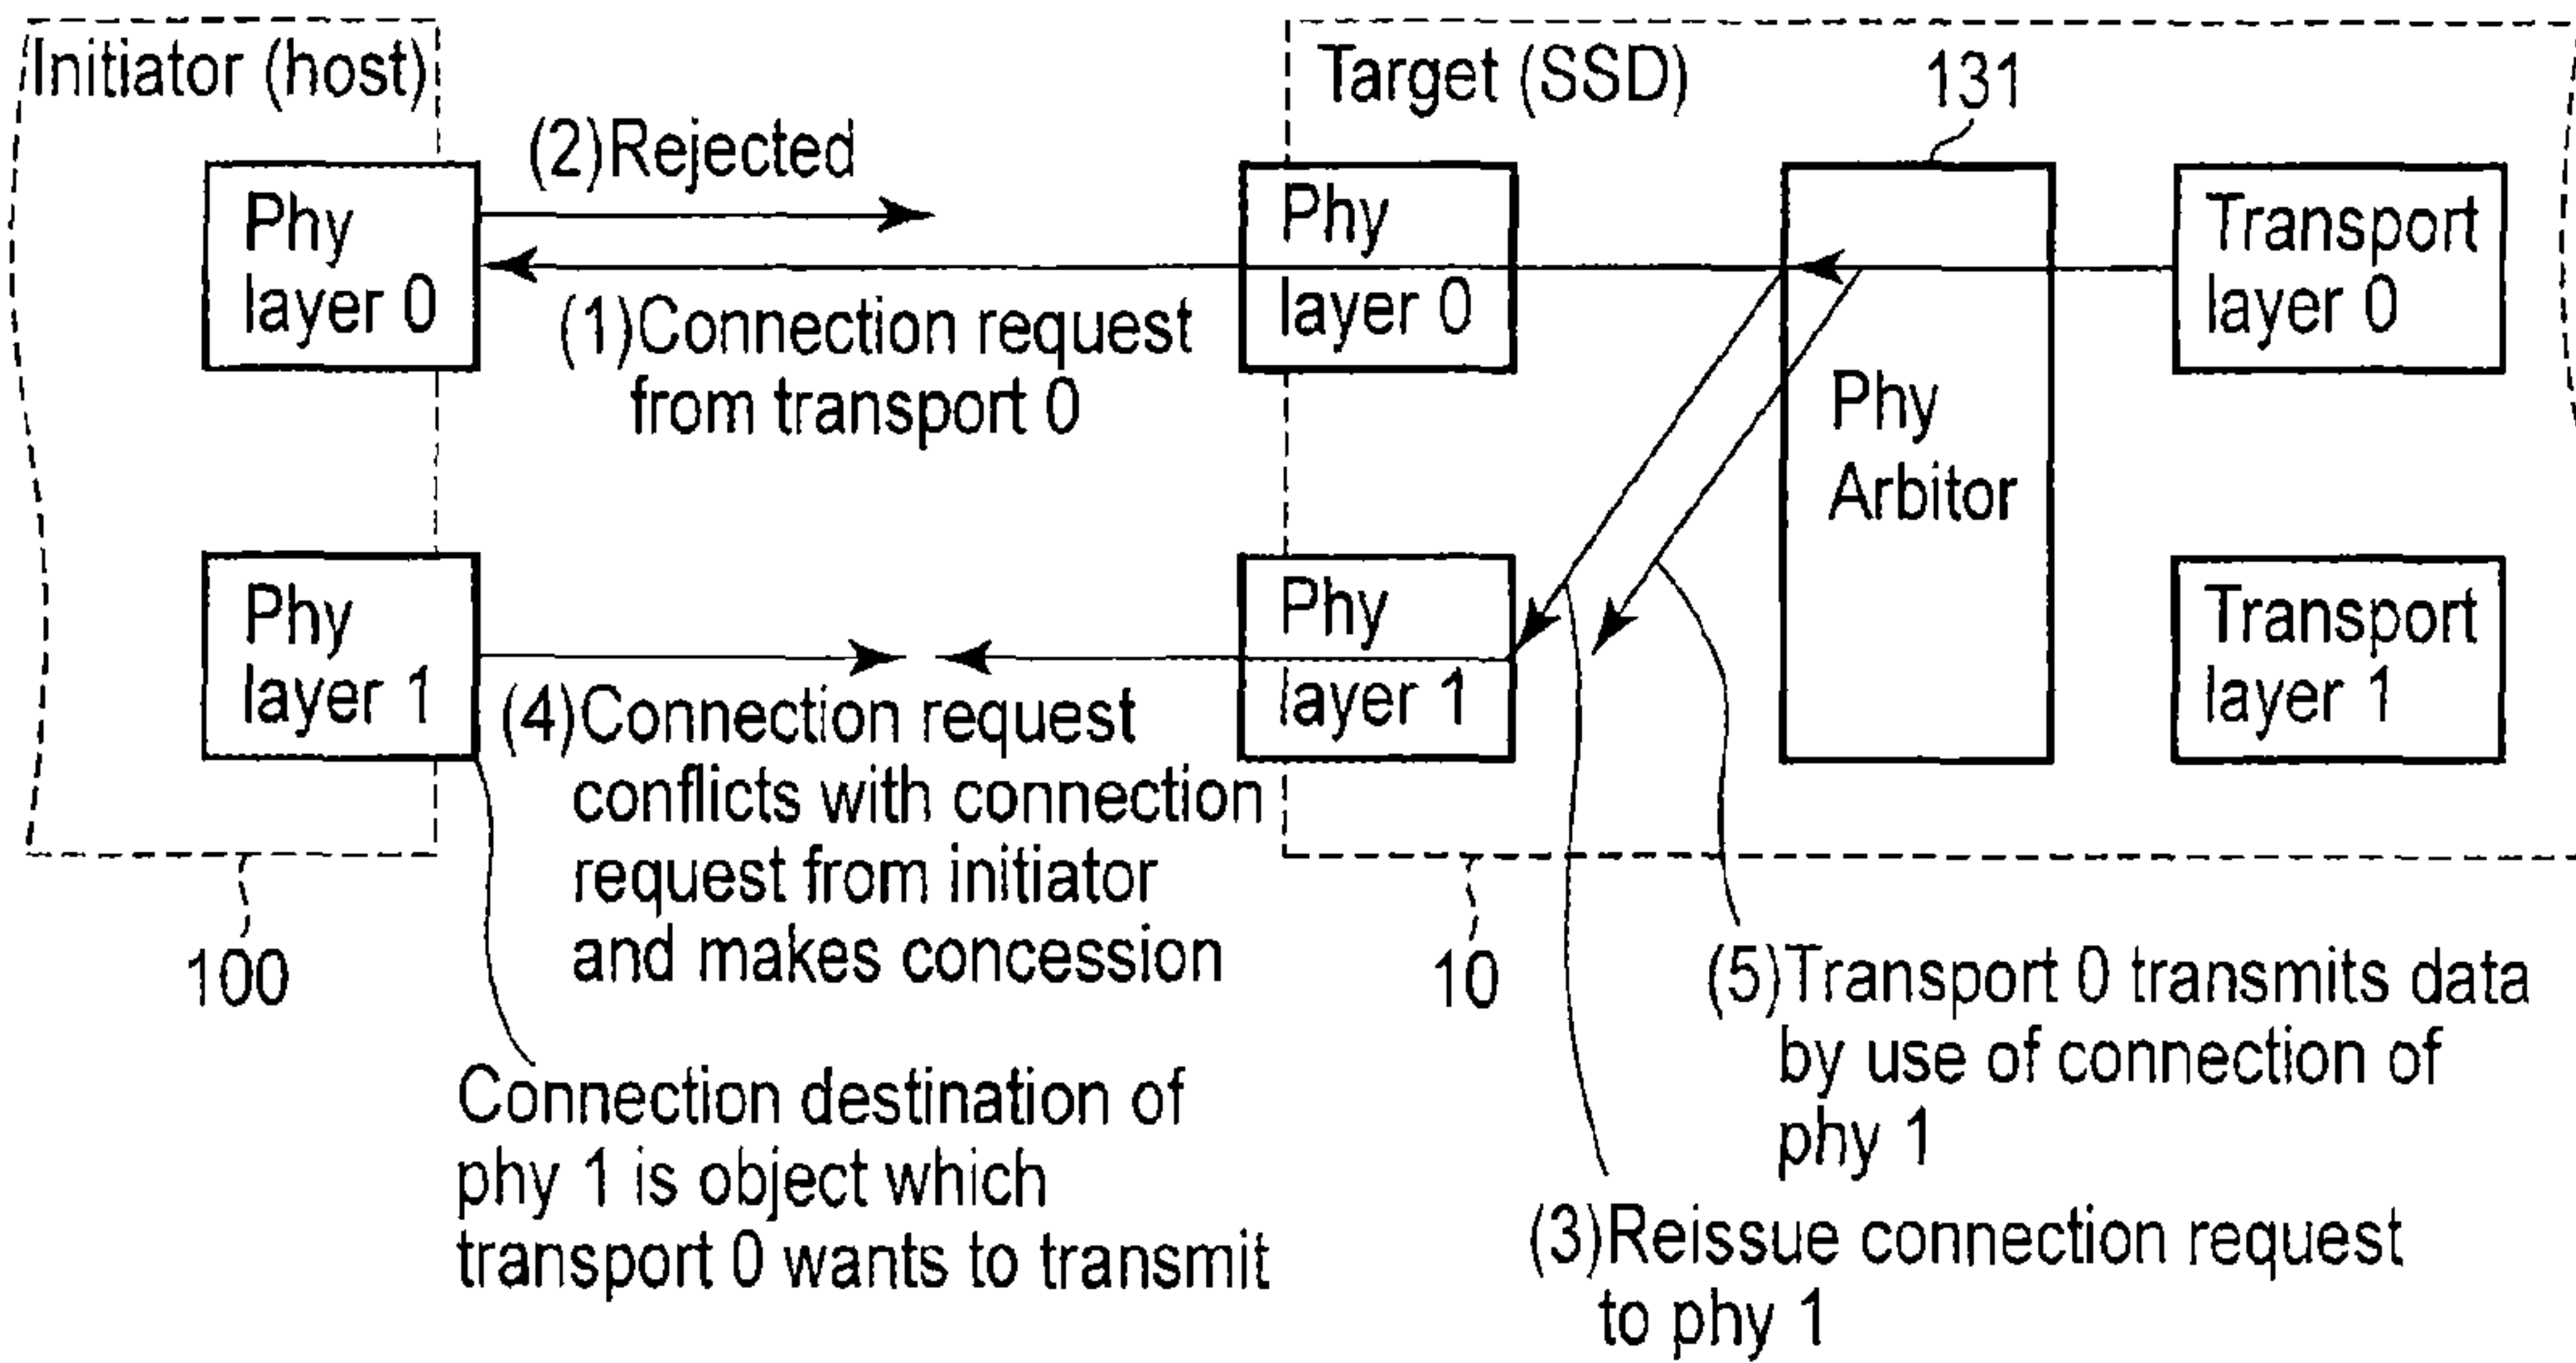 Initiator (host)
Target (SSD)
131
(2)Rejected
Phy
layer 0
Phy
layer 0
Transport
layer 0
(1)Connection request
from transport 0
Phy
Arbitor
Phy
layer 1
Phy
layer 1
Transport
layer 1
(4)Connection request
conflicts with connection
request from initiator
and makes concession
100
10
(5)Transport 0 transmits data
by use of connection of
phy 1
Connection destination of
phy 1 is object which
transport 0 wants to transmit
(3)Reissue connection request
to phy 1